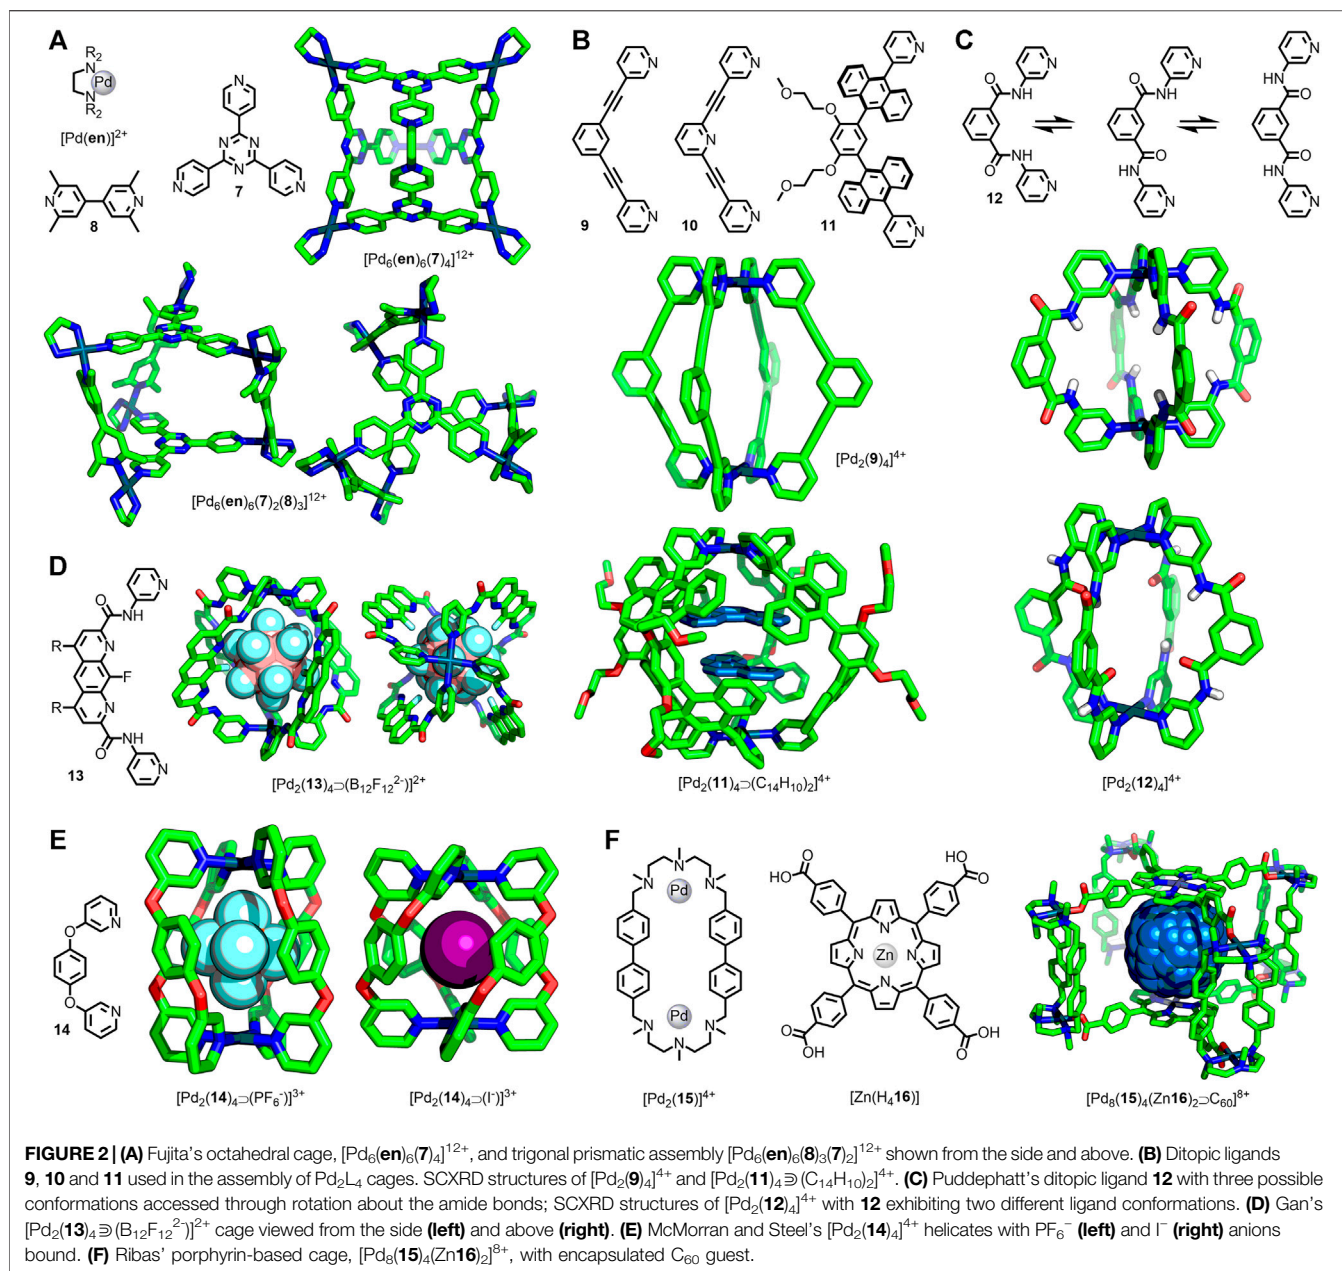 A
R2
N
Pd
N
R2
[Pd(en)]2+
N
N
8
N
N N
N
N N
7
[Pd6(en)6(7)4]12+
[Pd6(en)6(7)2(8)3]12+
B
N
N
9
N
N
N
10
N
O
O
O
O
N
11
[Pd2(9)4]4+
[Pd2(11)4⊃(C14H10)2]4+
C
N
O
NH
O
NH
N
12
N
O
NH
NH
O
N
N
NH
O
O
NH
N
[Pd2(12)4]4+
D
N
O
NH
R
N
F
R
N
O
NH
N
13
[Pd2(13)4⊃(B12F12 2-)]2+
E
N
O
O
N
14
[Pd2(14)4⊃(PF6-)]3+
[Pd2(14)4⊃(I-)]3+
F
N
N N
Pd
Pd
N N
N
[Pd2(15)]4+
O
HO
HO
O
N
N Zn N
N
O
OH
O
OH
[Zn(H416)]
[Pd8(15)4(Zn16)2⊃C60]8+
FIGURE 2 | (A) Fujita's octahedral cage, [Pd6(en)6(7)4]12+, and trigonal prismatic assembly [Pd6(en)6(8)3(7)2]12+ shown from the side and above. (B) Ditopic ligands
9, 10 and 11 used in the assembly of Pd2L4 cages. SCXRD structures of [Pd2(9)4]4+ and [Pd2(11)4⋑(C14H10)2]4+. (C) Puddephatt's ditopic ligand 12 with three possible
conformations accessed through rotation about the amide bonds; SCXRD structures of [Pd2(12)4]4+ with 12 exhibiting two different ligand conformations. (D) Gan's
[Pd2(13)4⋑(B12F12 2-)]2+ cage viewed from the side (left) and above (right). (E) McMorran and Steel's [Pd2(14)4]4+ helicates with PF6− (left) and I− (right) anions
bound. (F) Ribas' porphyrin-based cage, [Pd8(15)4(Zn16)2]8+, with encapsulated C60 guest.